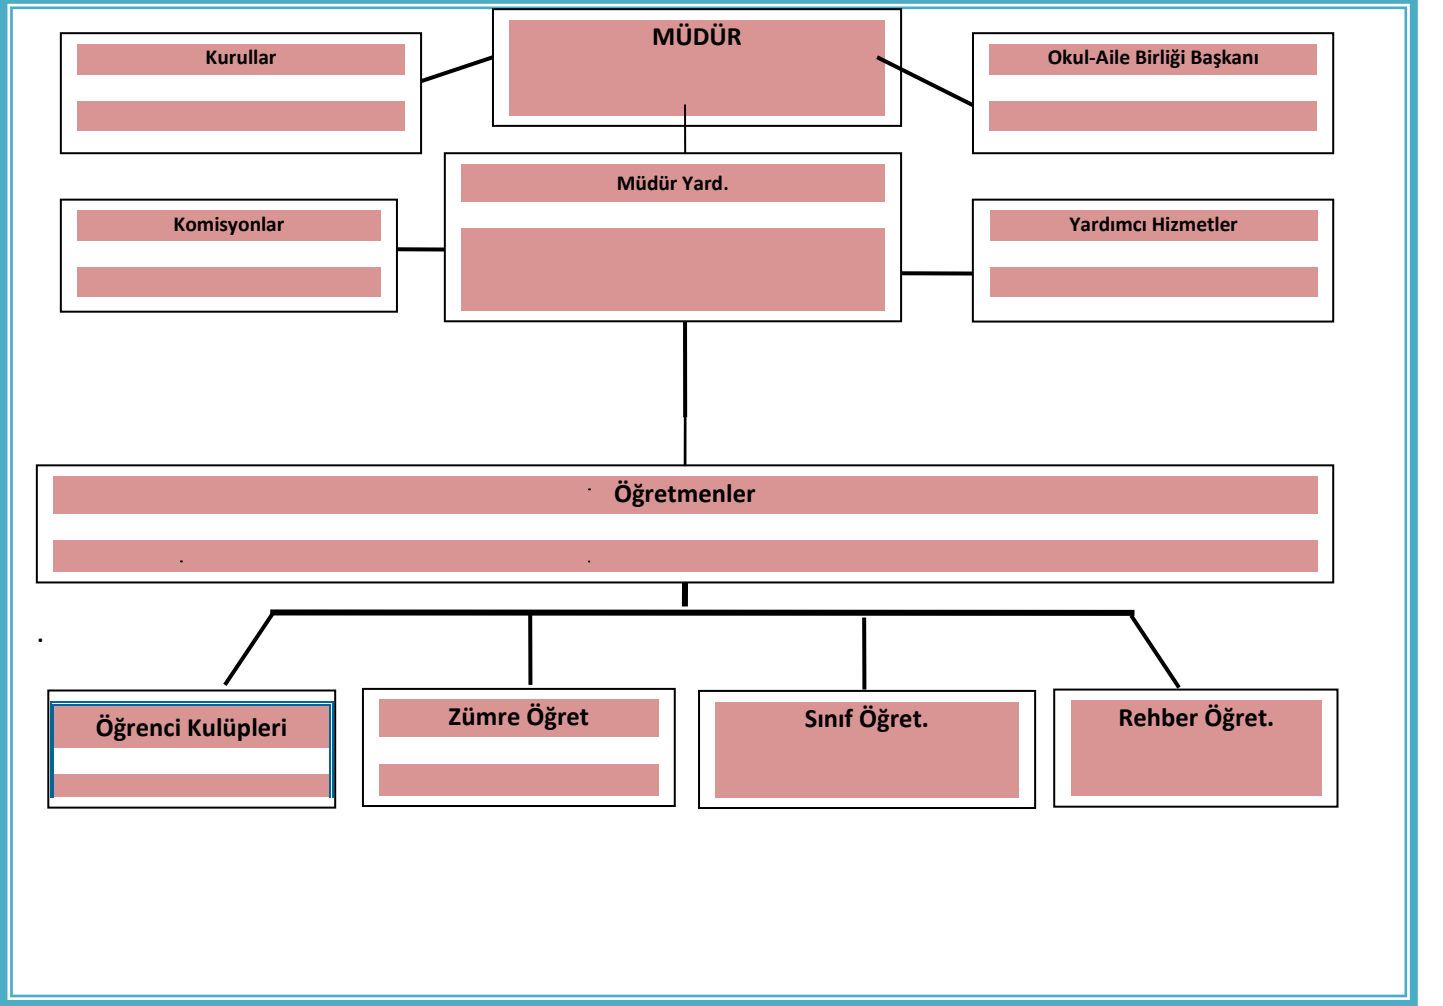 MÜDÜR
Kurullar
Okul-Aile Birliği Başkanı
Müdür Yard.
Komisyonlar
Yardımcı Hizmetler
Öğretmenler
Öğrenci Kulüpleri
Zümre Öğret
Sınıf Öğret.
Rehber Öğret.